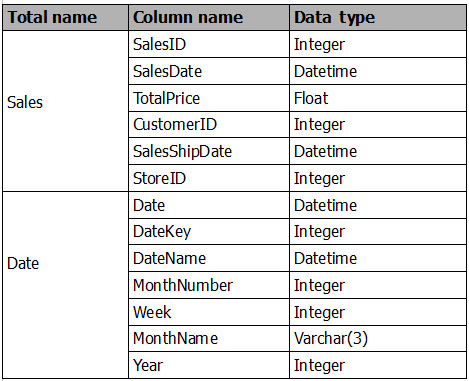 Total name Column name Data type
Sales
SalesID Integer
SalesDate Datetime
TotalPrice Float
CustomerID Integer
SalesShipDate Datetime
StoreID Integer
Date
Date Datetime
DateKey Integer
DateName Datetime
MonthNumber Integer
Week Integer
MonthName Varchar(3)
Year Integer